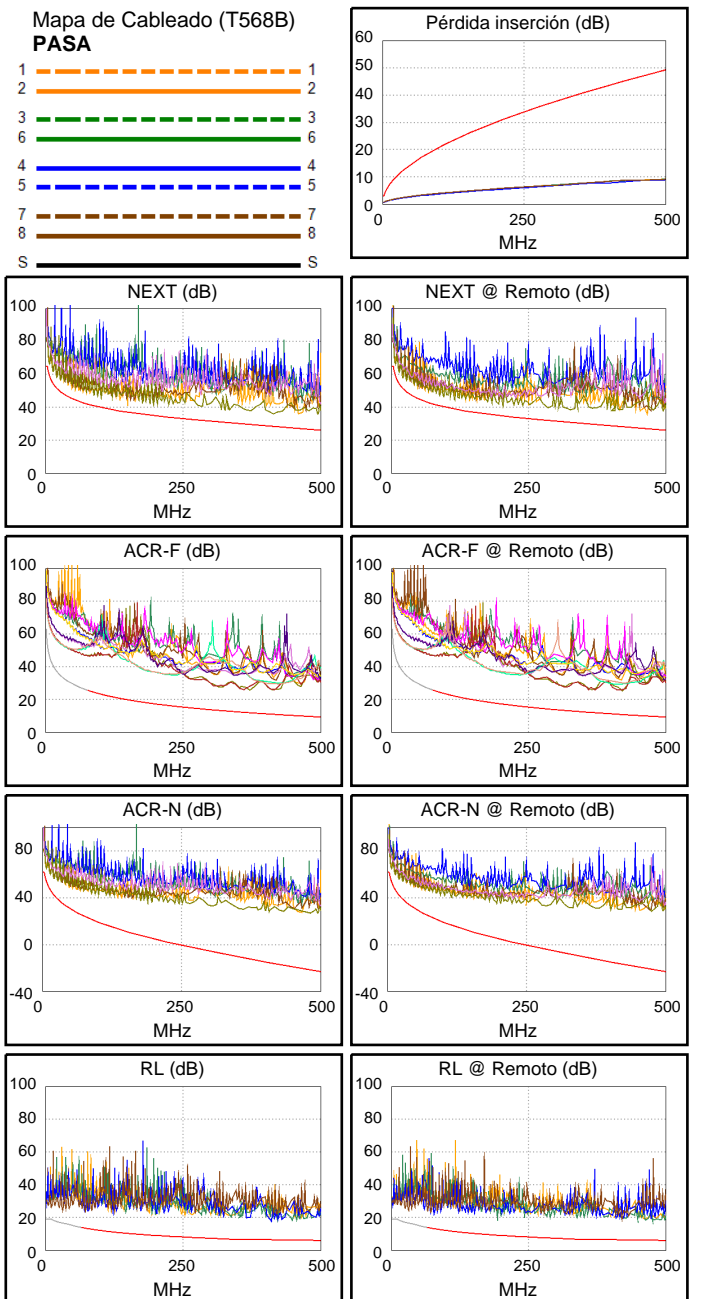 Mapa de Cableado (T568B)
PASA
1 1
2 2
3 3
6 6
4 4
5 5
7 7
8 8
S S
Pérdida inserción (dB)
60
50
40
30
20
10
0
0 250 500
MHz
NEXT (dB)
100
80
60
40
20
0
0 250 500
MHz
NEXT @ Remoto (dB)
100
80
60
40
20
0
0 250 500
MHz
ACR-F (dB)
100
80
60
40
20
0
0 250 500
MHz
ACR-F @ Remoto (dB)
100
80
60
40
20
0
0 250 500
MHz
ACR-N (dB)
80
40
0
-40
0 250 500
MHz
ACR-N @ Remoto (dB)
80
40
0
-40
0 250 500
MHz
RL (dB)
100
80
60
40
20
0
0 250 500
MHz
RL @ Remoto (dB)
100
80
60
40
20
0
0 250 500
MHz